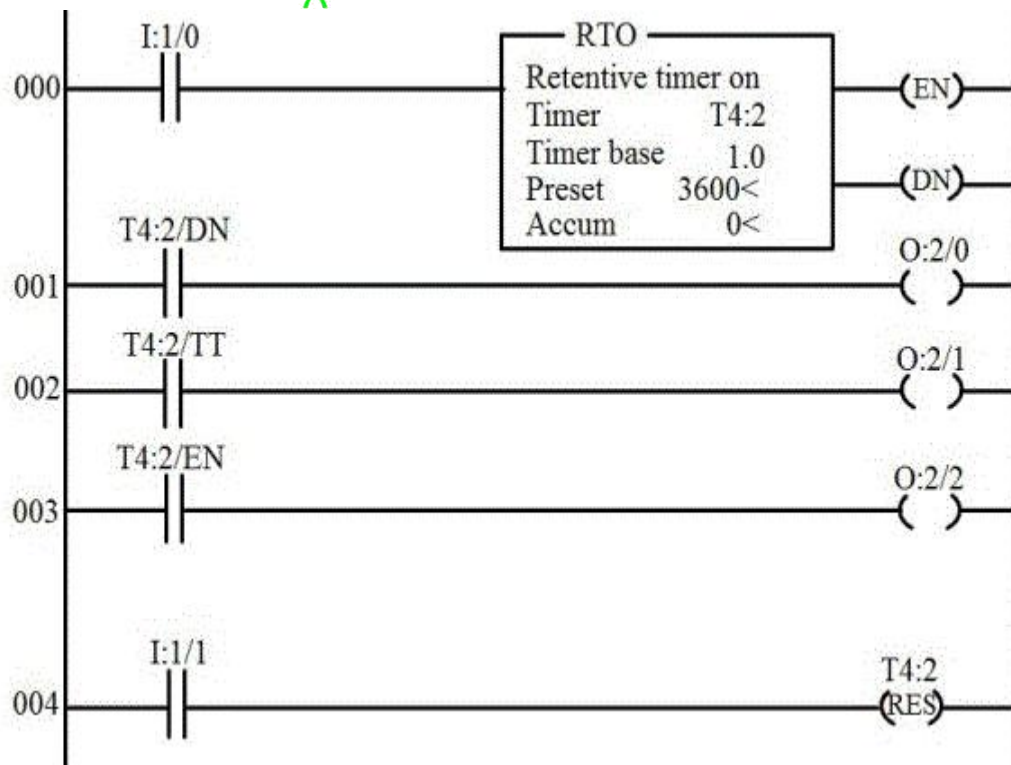 I:1/0
RTO
000
Retentive timer on
(EN)
Timer T4:2
Timer base 1.0
Preset 3600<
(DN)
Accum 0<
T4:2/DN
O:2/0
001
T4:2/TT
O:2/1
002
T4:2/EN
O:2/2
003
I:1/1
T4:2
004
(RES)